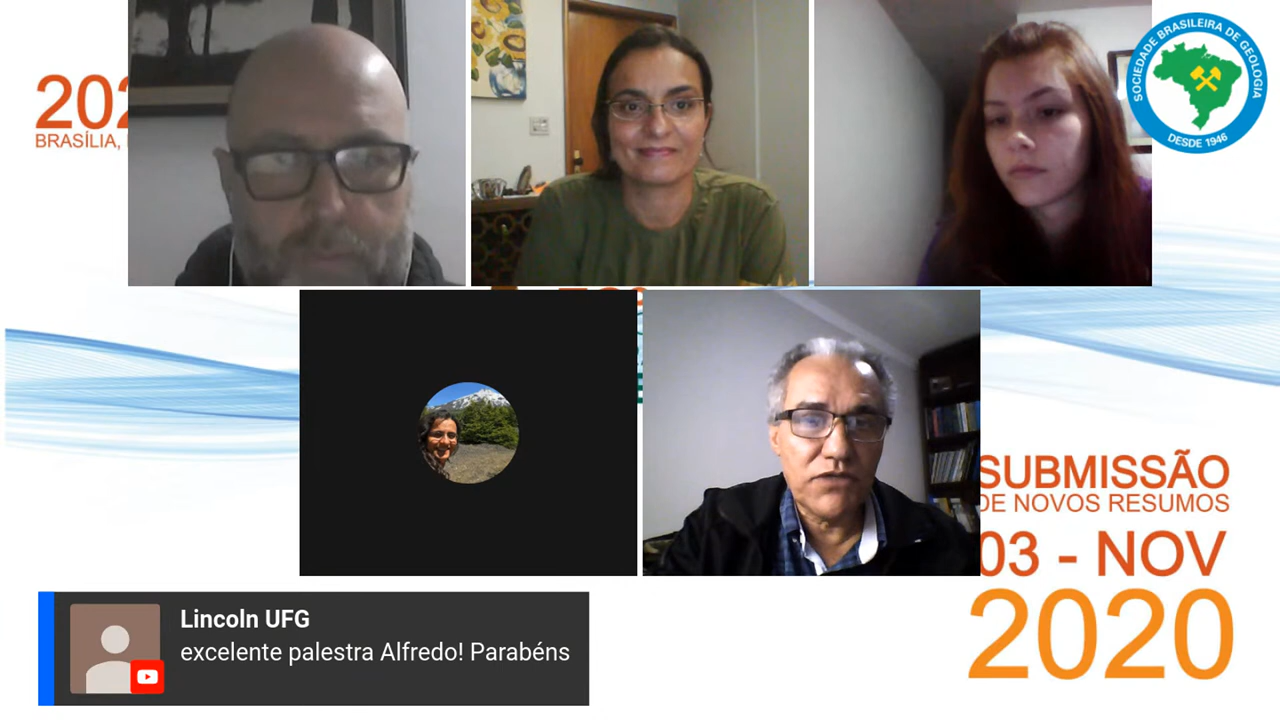 202
BRASÍLIA,
SOCIEDADE BRASILEIRA DE GEOLOGIA
DESDE 1946
SUBMISSÃO
DE NOVOS RESUMOS
03 - NOV
2020
Lincoln UFG
excelente palestra Alfredo! Parabéns